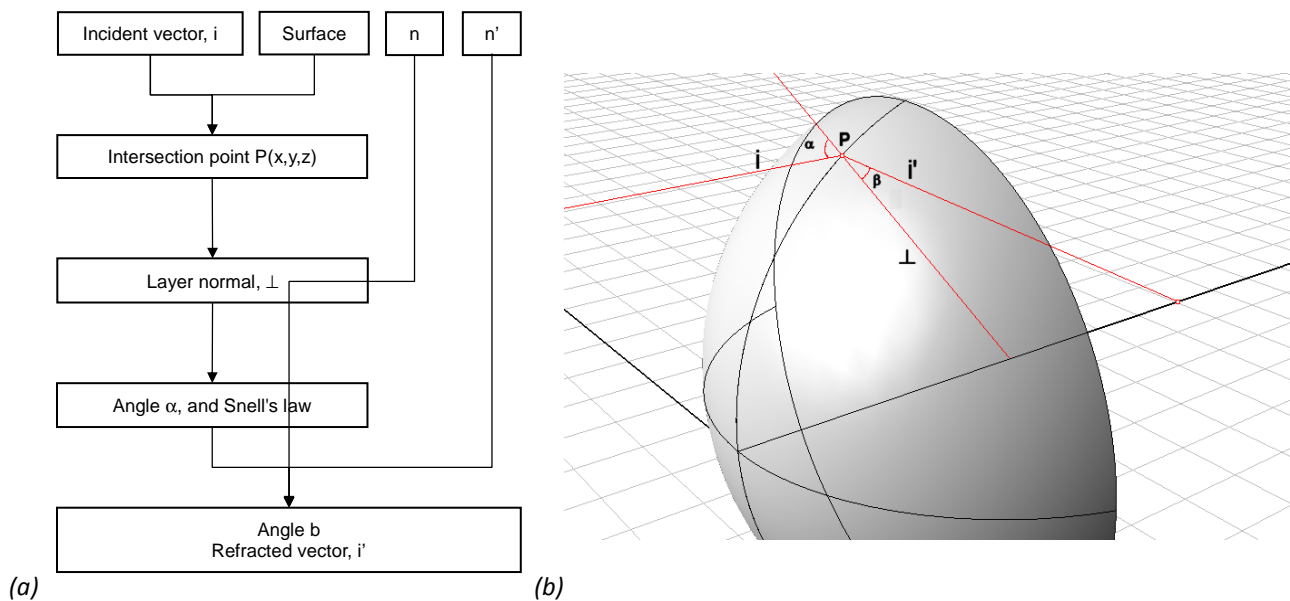 Incident vector, i
Surface
n
n’
Intersection point P(x,y,z)
Layer normal, ⊥
Angle α, and Snell's law
Angle b
Refracted vector, i’
(a)
P
α
i
i'
β
⊥
(b)